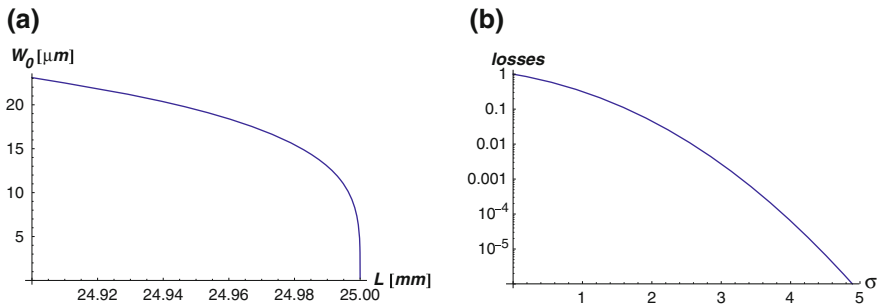 (a)
W₀ [μm]
20
15
10
5
24.92 24.94 24.96 24.98 25.00
L [mm]
(b)
losses
1
0.1
0.01
0.001
10⁻⁴
10⁻⁵
1 2 3 4 5
σ